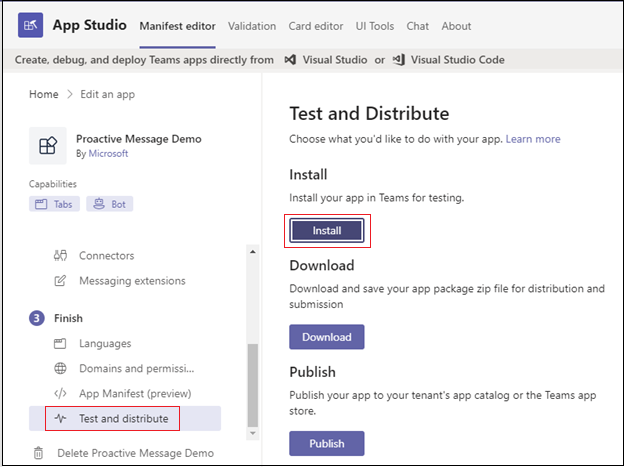 App Studio
Manifest editor
Validation
Card editor
UI Tools
Chat
About
Create, debug, and deploy Teams apps directly from Visual Studio or Visual Studio Code
Home > Edit an app
Proactive Message Demo
By Microsoft
Capabilities
Tabs
Bot
Connectors
Messaging extensions
3 Finish
Languages
Domains and permissi...
</> App Manifest (preview)
Test and distribute
Delete Proactive Message Demo
Test and Distribute
Choose what you'd like to do with your app. Learn more
Install
Install your app in Teams for testing.
Install
Download
Download and save your app package zip file for distribution and
submission
Download
Publish
Publish your app to your tenant's app catalog or the Teams app
store.
Publish